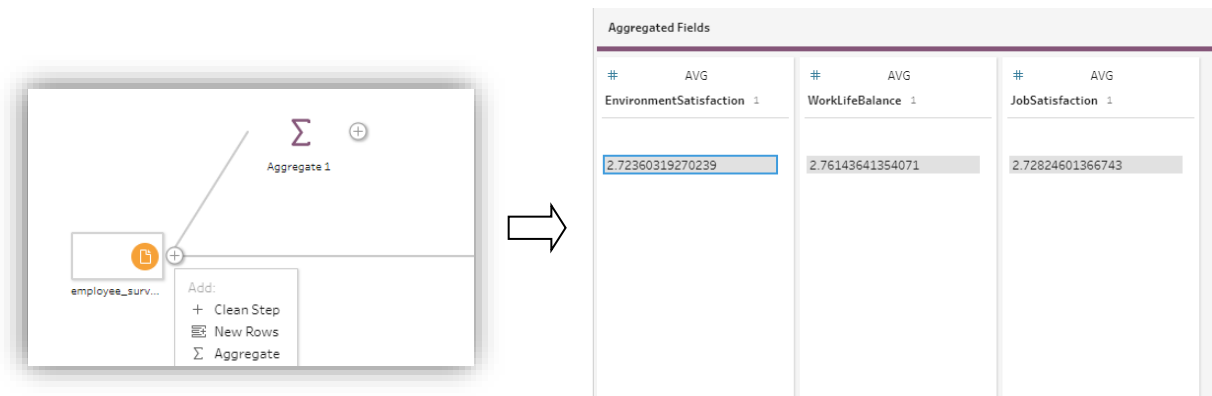 Aggregate 1
employee_surv...
Add:
+ Clean Step
New Rows
Σ Aggregate
Aggregated Fields
# AVG
EnvironmentSatisfaction 1
2.72360319270239
# AVG
WorkLifeBalance 1
2.76143641354071
# AVG
JobSatisfaction 1
2.72824601366743